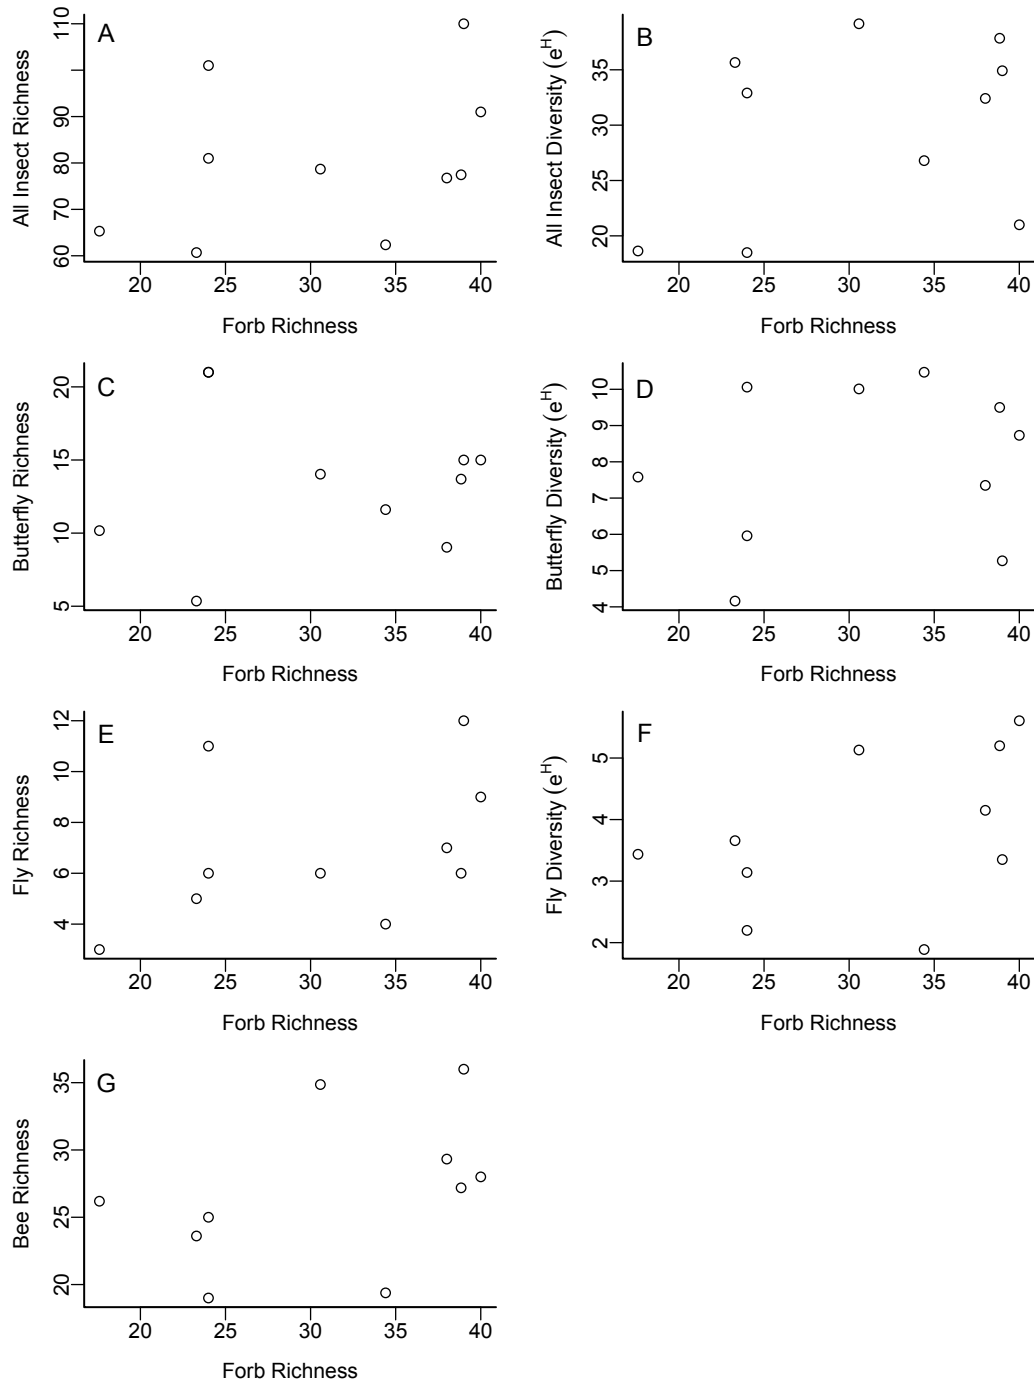 A
All Insect Richness
60 70 80 90 110
20 25 30 35 40
Forb Richness
B
All Insect Diversity (e^H)
20 25 30 35
20 25 30 35 40
Forb Richness
C
Butterfly Richness
5 10 15 20
20 25 30 35 40
Forb Richness
D
Butterfly Diversity (e^H)
4 5 6 7 8 9 10
20 25 30 35 40
Forb Richness
E
Fly Richness
4 6 8 10 12
20 25 30 35 40
Forb Richness
F
Fly Diversity (e^H)
2 3 4 5
20 25 30 35 40
Forb Richness
G
Bee Richness
20 25 30 35
20 25 30 35 40
Forb Richness